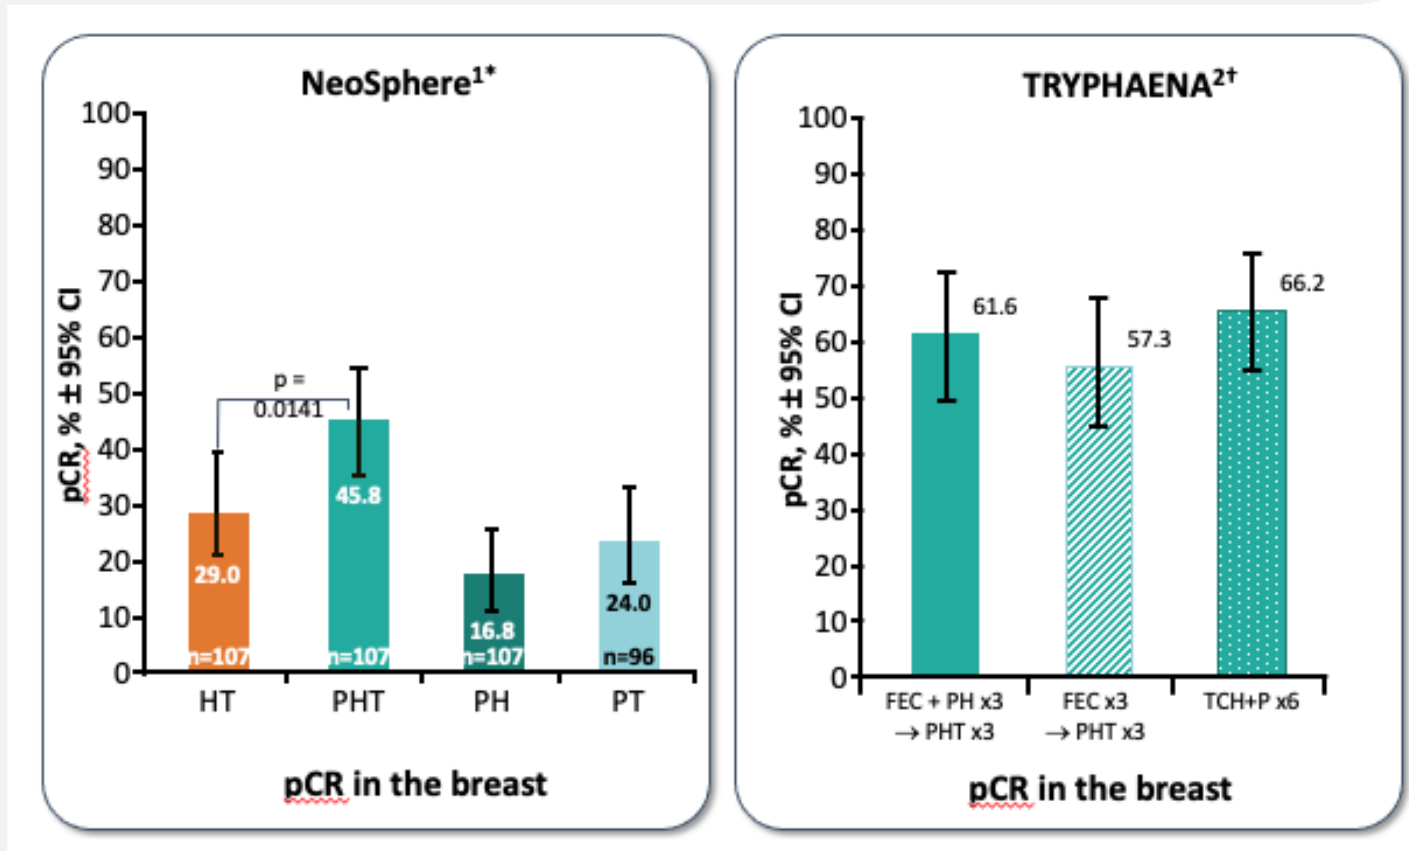 NeoSphere1*
100
90
80
70
60
50
40
30
20
10
0
pCR, % ± 95% CI
p =
0.0141
29.0
n=107
45.8
n=107
16.8
n=107
24.0
n=96
HT
PHT
PH
PT
pCR in the breast
TRYPHAENA2†
100
90
80
70
60
50
40
30
20
10
0
pCR, % ± 95% CI
61.6
57.3
66.2
FEC + PH x3
→ PHT x3
FEC x3
→ PHT x3
TCH+P x6
pCR in the breast